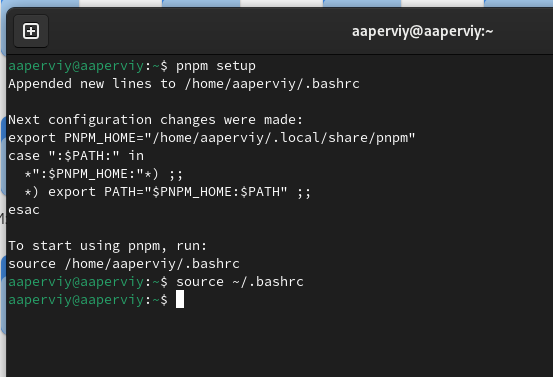 aaperviy@aaperviy:~
aaperviy@aaperviy:~$ pnpm setup
Appended new lines to /home/aaperviy/.bashrc
Next configuration changes were made:
export PNPM_HOME="/home/aaperviy/.local/share/pnpm"
case ":$PATH:" in
  *":$PNPM_HOME:"*) ;;
  *) export PATH="$PNPM_HOME:$PATH" ;;
esac
To start using pnpm, run:
source /home/aaperviy/.bashrc
aaperviy@aaperviy:~$ source ~/.bashrc
aaperviy@aaperviy:~$